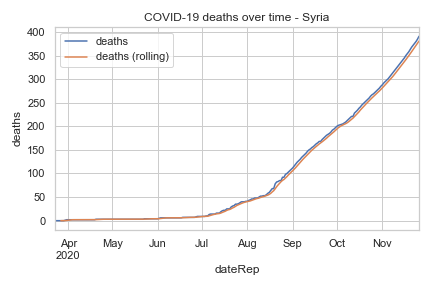 COVID-19 deaths over time - Syria
deaths
deaths (rolling)
400
350
300
250
200
150
100
50
0
deaths
Apr May Jun Jul Aug Sep Oct Nov
2020
dateRep